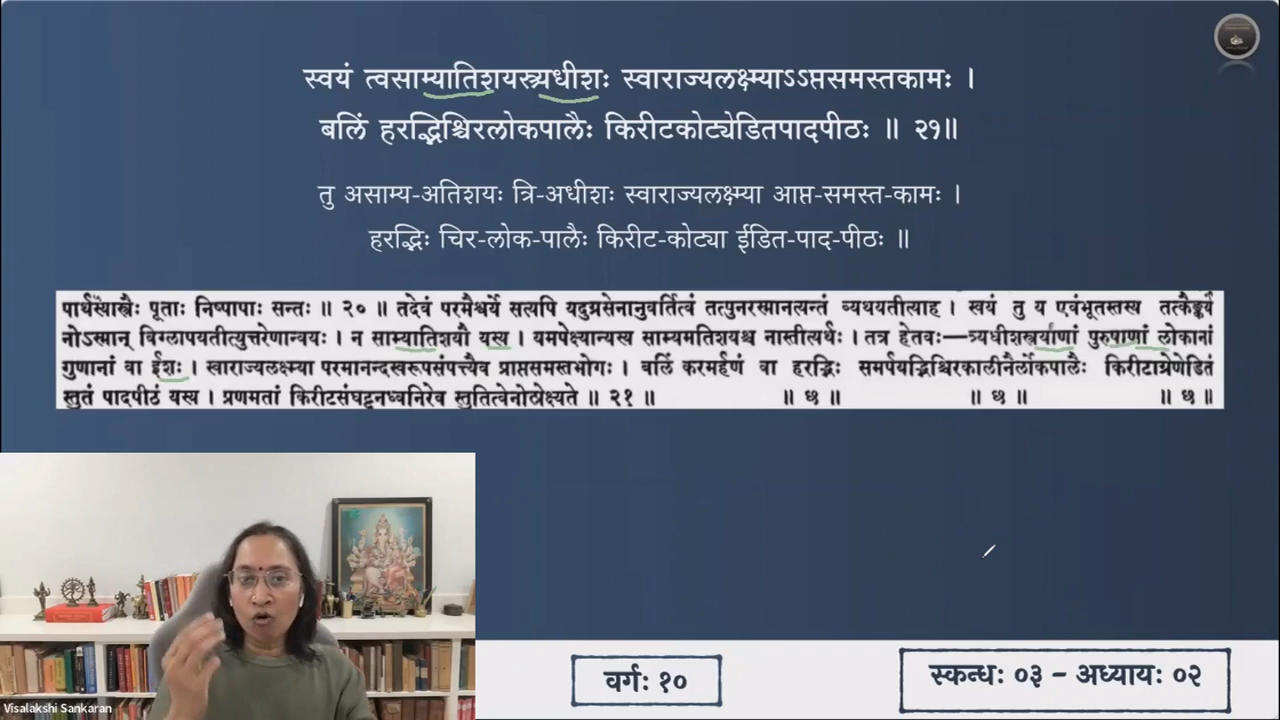 स्वयं त्वसाम्यातिशयस्त्र्यधीशः स्वाराज्यलक्ष्म्याऽऽप्तसमस्तकामः ।
बलिं हरद्भिश्चिरलोकपालैः किरीटकोट्येडितपादपीठः ॥ २१॥
तु असाम्य-अतिशयः त्रि-अधीशः स्वाराज्यलक्ष्म्या आप्त-समस्त-कामः ।
हरद्भिः चिर-लोक-पालैः किरीट-कोट्या ईडित-पाद-पीठः ॥
पार्थस्यास्त्रैः पूताः निष्पापाः सन्तः ॥ २० ॥ तदेवं परमैश्वर्ये सत्यपि यदुग्रसेनानुवर्तित्वं तत्पुनरस्मानत्यन्तं व्यथयतीत्याह । स्वयं तु य एवंभूतस्तस्य तत्कैङ्कर्यं
नोऽस्मान् विग्लापयतीत्युत्तरेणान्वयः । न साम्यातिशयौ यस्य । यमपेक्ष्यान्यस्य साम्यमतिशयश्च नास्तीत्यर्थः । तत्र हेतवः—त्र्यधीशस्त्रयाणां पुरुषाणां लोकानां
गुणानां वा ईशः । स्वाराज्यलक्ष्म्या परमानन्दस्वरूपसंपत्त्यैव प्राप्तसमस्तभोगः । बलिं करमर्हणं वा हरद्भिः समर्पयद्भिश्चिरकालीनैर्लोकपालैः किरीटाग्रेणेडितं
स्तुतं पादपीठं यस्य । प्रणमतां किरीटसंघट्टनध्वनिरेव स्तुतित्वेनोत्प्रेक्ष्यते ॥ २१ ॥ ॥ छ ॥ ॥ छ ॥ ॥ छ ॥
Visalakshi Sankaran
वर्गः १०
स्कन्धः ०३ - अध्यायः ०२